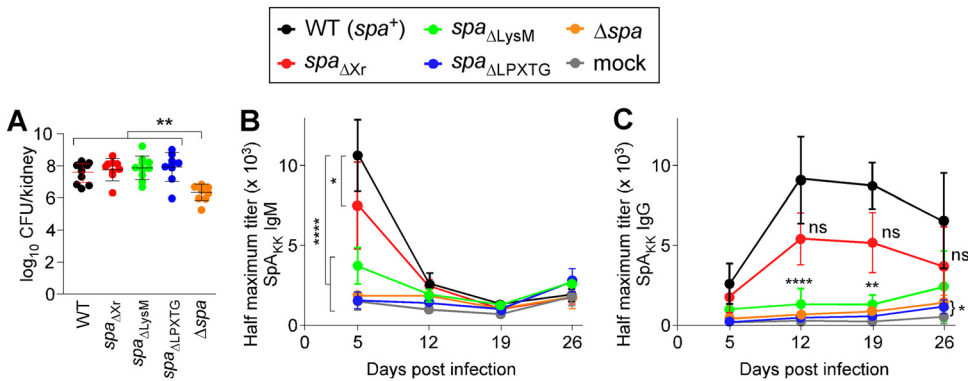 WT (spa+) spaΔLysM Δspa
spaΔXr spaΔLPXTG mock
A
**
log10 CFU/kidney
10
8
6
4
2
0
WT
spaΔXr
spaΔLysM
spaΔLPXTG
Δspa
B
Half maximum titer (x 10³)
SpAKK IgM
10
5
0
****
*
0 5 12 19 26
Days post infection
C
Half maximum titer (x 10³)
SpAKK IgG
10
5
0
ns
ns
ns
****
**
*
0 5 12 19 26
Days post infection